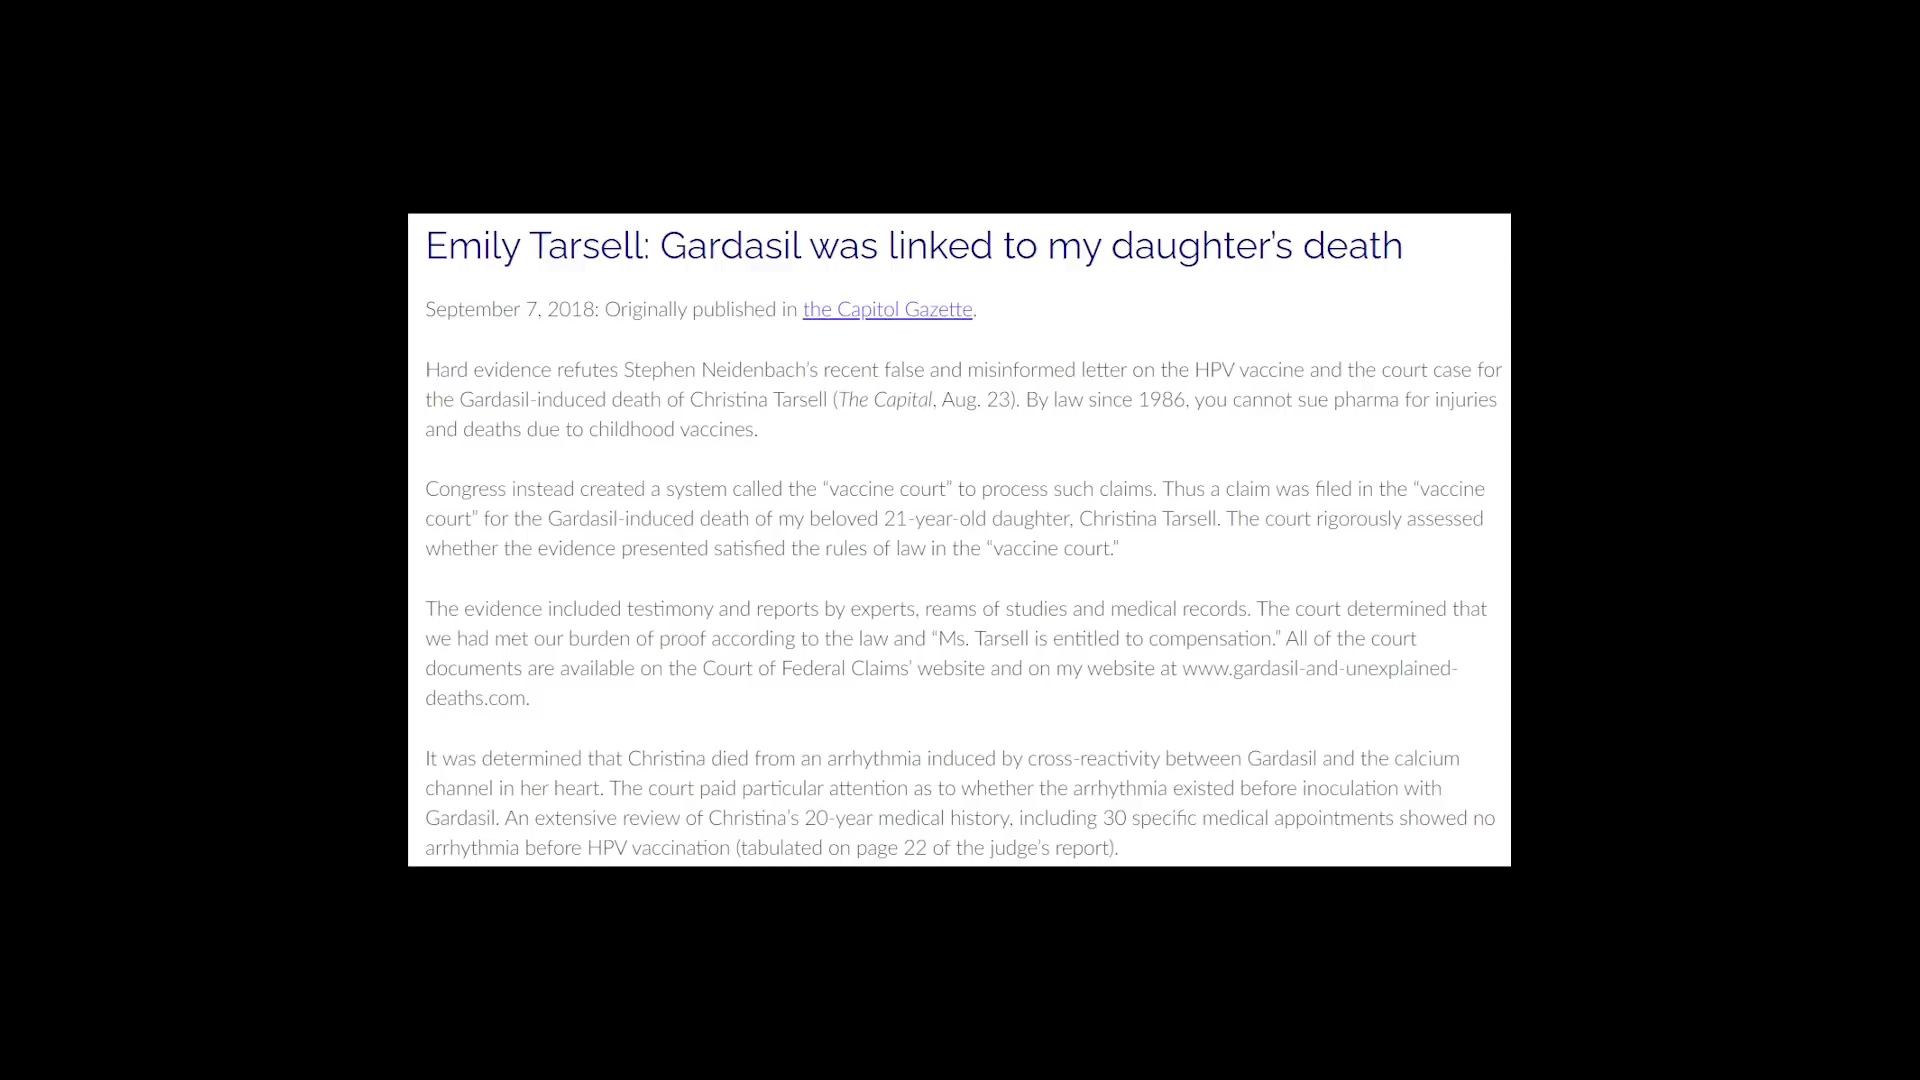 Emily Tarsell: Gardasil was linked to my daughter’s death
September 7, 2018: Originally published in the Capitol Gazette.
Hard evidence refutes Stephen Neidenbach’s recent false and misinformed letter on the HPV vaccine and the court case for
the Gardasil-induced death of Christina Tarsell (The Capital, Aug. 23). By law since 1986, you cannot sue pharma for injuries
and deaths due to childhood vaccines.
Congress instead created a system called the “vaccine court” to process such claims. Thus a claim was filed in the “vaccine
court” for the Gardasil-induced death of my beloved 21-year-old daughter, Christina Tarsell. The court rigorously assessed
whether the evidence presented satisfied the rules of law in the “vaccine court.”
The evidence included testimony and reports by experts, reams of studies and medical records. The court determined that
we had met our burden of proof according to the law and “Ms. Tarsell is entitled to compensation.” All of the court
documents are available on the Court of Federal Claims’ website and on my website at www.gardasil-and-unexplained-
deaths.com.
It was determined that Christina died from an arrhythmia induced by cross-reactivity between Gardasil and the calcium
channel in her heart. The court paid particular attention as to whether the arrhythmia existed before inoculation with
Gardasil. An extensive review of Christina’s 20-year medical history, including 30 specific medical appointments showed no
arrhythmia before HPV vaccination (tabulated on page 22 of the judge’s report).